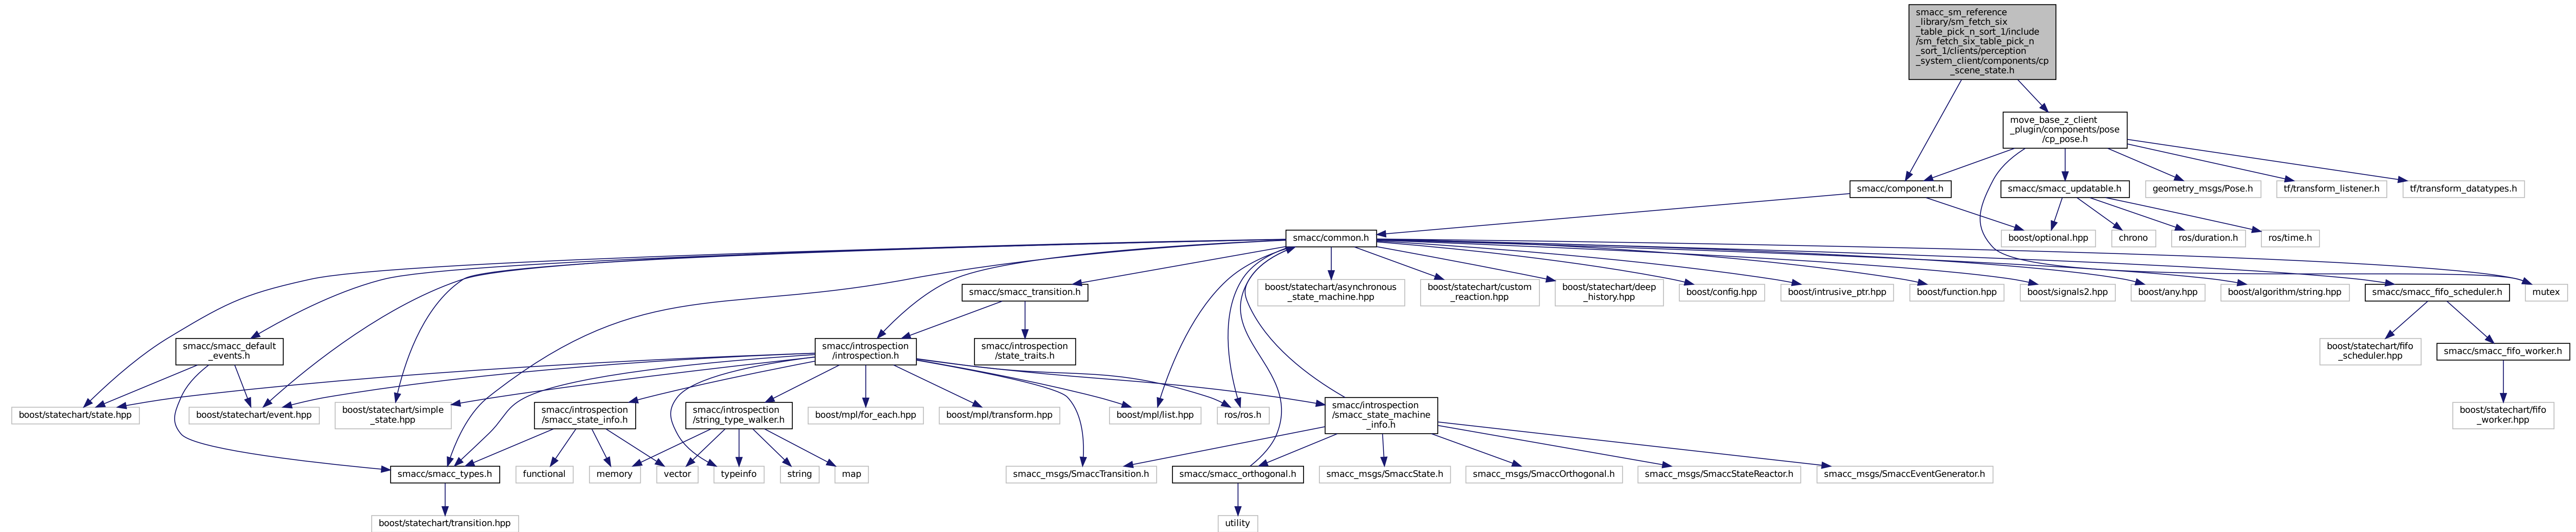 smacc_sm_reference
_library/sm_fetch_six
_table_pick_n_sort_1/include
/sm_fetch_six_table_pick_n
_sort_1/clients/perception
_system_client/components/cp
_scene_state.h
move_base_z_client
_plugin/components/pose
/cp_pose.h
smacc/component.h
smacc/smacc_updatable.h
geometry_msgs/Pose.h
tf/transform_listener.h
tf/transform_datatypes.h
smacc/common.h
boost/optional.hpp
chrono
ros/duration.h
ros/time.h
smacc/smacc_transition.h
boost/statechart/asynchronous
_state_machine.hpp
boost/statechart/custom
_reaction.hpp
boost/statechart/deep
_history.hpp
boost/config.hpp
boost/intrusive_ptr.hpp
boost/function.hpp
boost/signals2.hpp
boost/any.hpp
boost/algorithm/string.hpp
smacc/smacc_fifo_scheduler.h
mutex
smacc/smacc_default
_events.h
smacc/introspection
/introspection.h
smacc/introspection
/state_traits.h
boost/statechart/fifo
_scheduler.hpp
smacc/smacc_fifo_worker.h
boost/statechart/state.hpp
boost/statechart/event.hpp
boost/statechart/simple
_state.hpp
smacc/introspection
/smacc_state_info.h
smacc/introspection
/string_type_walker.h
boost/mpl/for_each.hpp
boost/mpl/transform.hpp
boost/mpl/list.hpp
ros/ros.h
smacc/introspection
/smacc_state_machine
_info.h
boost/statechart/fifo
_worker.hpp
smacc/smacc_types.h
functional
memory
vector
typeinfo
string
map
smacc_msgs/SmaccTransition.h
smacc/smacc_orthogonal.h
smacc_msgs/SmaccState.h
smacc_msgs/SmaccOrthogonal.h
smacc_msgs/SmaccStateReactor.h
smacc_msgs/SmaccEventGenerator.h
boost/statechart/transition.hpp
utility